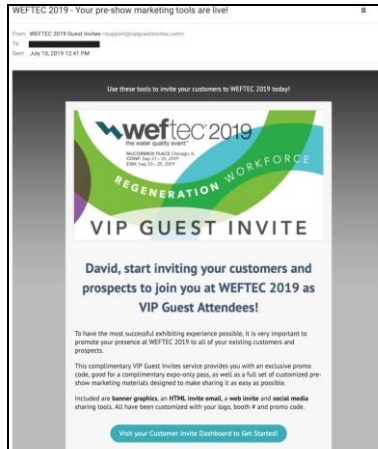 WEFTEC 2019 - Your pre-show marketing tools are live!
From WEFTEC 2019 Guest Invites <support@vipguestinvites.com>
To
Sent July 10, 2019 12:41 PM
Use these tools to invite your customers to WEFTEC 2019 today!
weftec® 2019
the water quality event™
McCORMICK PLACE Chicago, IL
CONF: Sep 21 – 25, 2019
EXH: Sep 23 – 25, 2019
REGENERATION WORKFORCE
VIP GUEST INVITE
David, start inviting your customers and
prospects to join you at WEFTEC 2019 as
VIP Guest Attendees!
To have the most successful exhibiting experience possible, it is very important to
promote your presence at WEFTEC 2019 to all of your existing customers and
prospects.
This complimentary VIP Guest Invites service provides you with an exclusive promo
code, good for a complimentary expo-only pass, as well as a full set of customized pre-
show marketing materials designed to make sharing it as easy as possible.
Included are banner graphics, an HTML invite email, a web invite and social media
sharing tools. All have been customized with your logo, booth # and promo code.
Visit your Customer Invite Dashboard to Get Started!